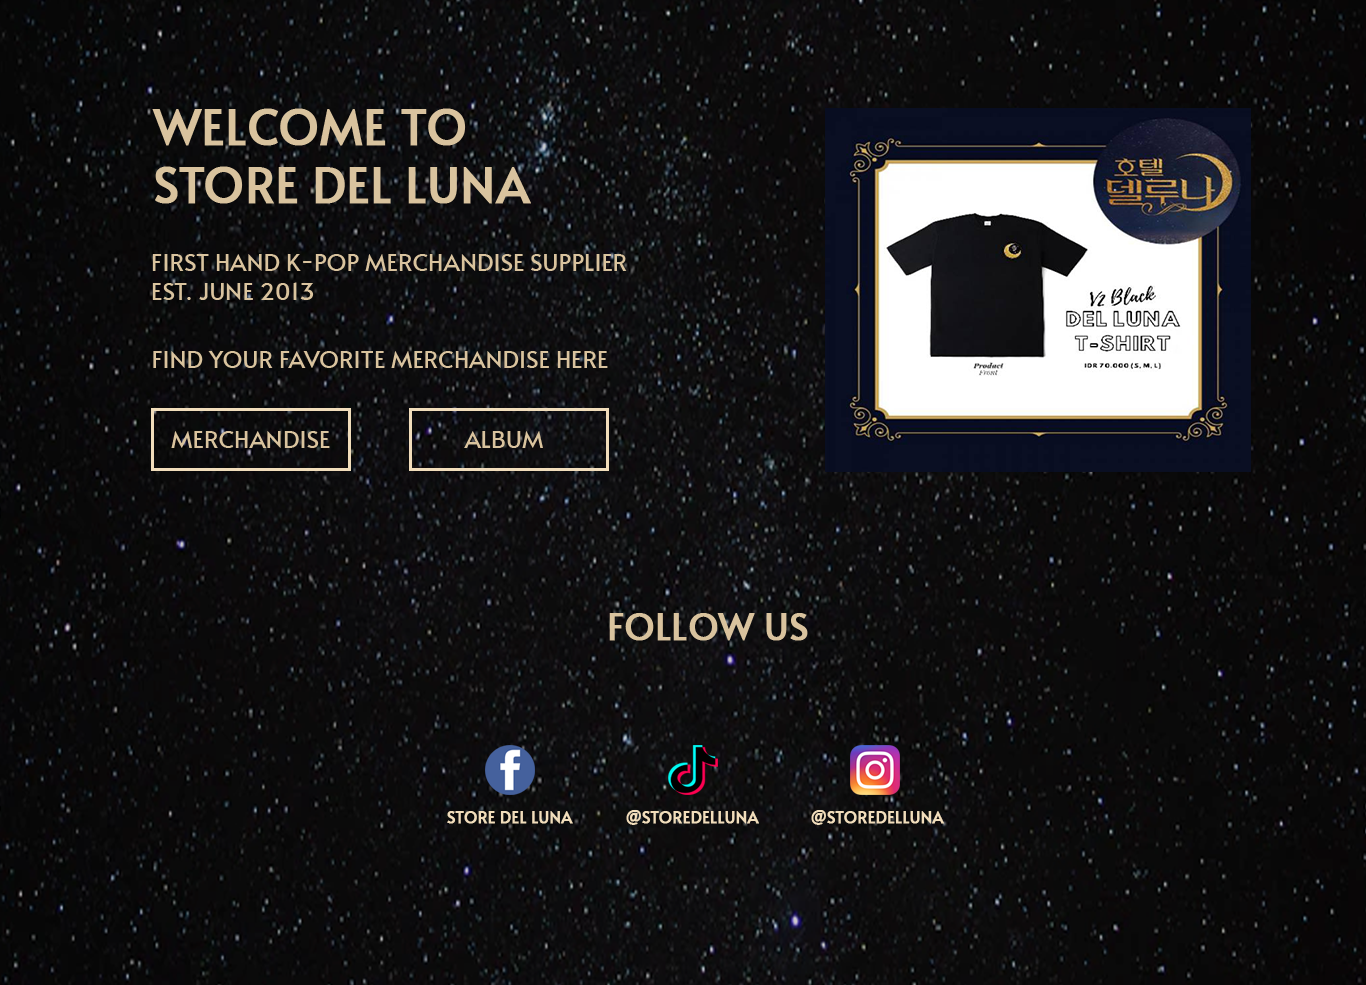 WELCOME TO
STORE DEL LUNA
FIRST HAND K-POP MERCHANDISE SUPPLIER
EST. JUNE 2013
FIND YOUR FAVORITE MERCHANDISE HERE
MERCHANDISE
ALBUM
호텔
델루나
V2 Black
DEL LUNA
T-SHIRT
IDR 70.000 (S, M, L)
Product
Front
FOLLOW US
STORE DEL LUNA
@STOREDELLUNA
@STOREDELLUNA